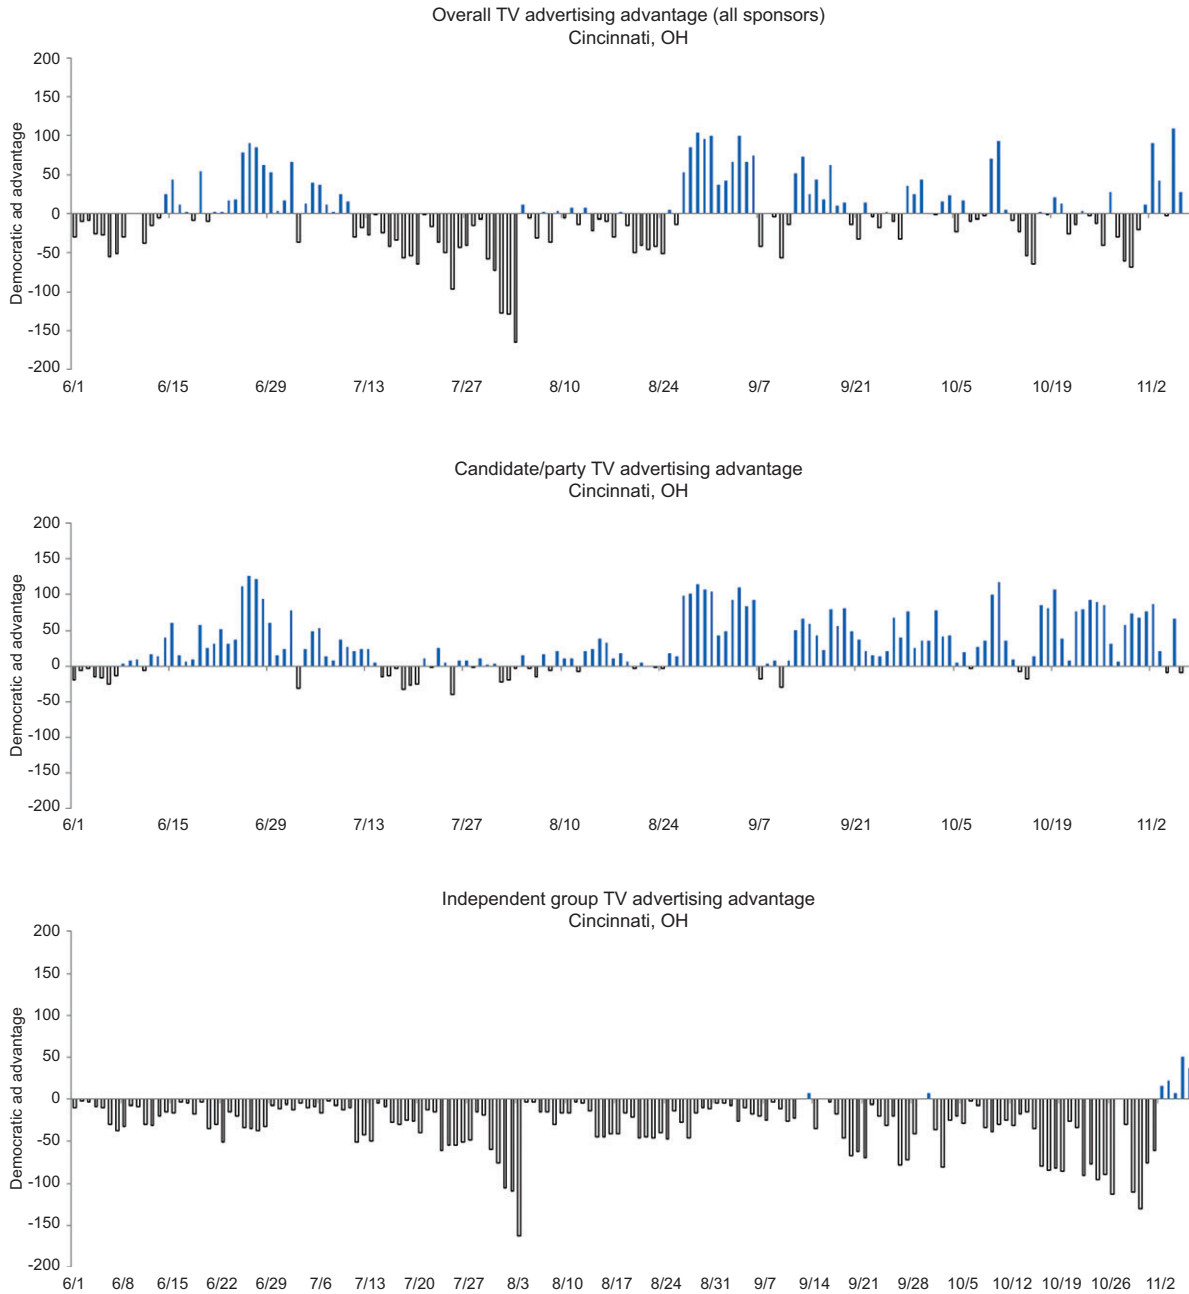 Overall TV advertising advantage (all sponsors)
Cincinnati, OH
Democratic ad advantage
200
150
100
50
0
-50
-100
-150
-200
6/1 6/15 6/29 7/13 7/27 8/10 8/24 9/7 9/21 10/5 10/19 11/2
Candidate/party TV advertising advantage
Cincinnati, OH
Democratic ad advantage
200
150
100
50
0
-50
-100
-150
-200
6/1 6/15 6/29 7/13 7/27 8/10 8/24 9/7 9/21 10/5 10/19 11/2
Independent group TV advertising advantage
Cincinnati, OH
Democratic ad advantage
200
150
100
50
0
-50
-100
-150
-200
6/1 6/8 6/15 6/22 6/29 7/6 7/13 7/20 7/27 8/3 8/10 8/17 8/24 8/31 9/7 9/14 9/21 9/28 10/5 10/12 10/19 10/26 11/2